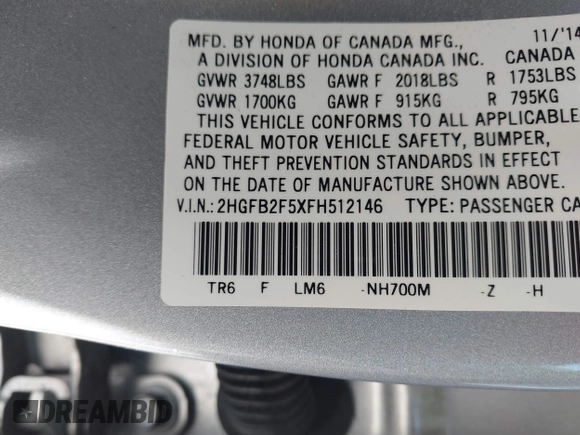 MFD. BY HONDA OF CANADA MFG., 11/'14
A DIVISION OF HONDA CANADA INC. CANADA
GVWR 3748LBS GAWR F 2018LBS R 1753LBS
GVWR 1700KG GAWR F 915KG R 795KG
THIS VEHICLE CONFORMS TO ALL APPLICABLE
FEDERAL MOTOR VEHICLE SAFETY, BUMPER,
AND THEFT PREVENTION STANDARDS IN EFFECT
ON THE DATE OF MANUFACTURE SHOWN ABOVE.
V.I.N.: 2HGFB2F5XFH512146 TYPE: PASSENGER CA
TR6 F LM6 -NH700M -Z -H
DREAMBID